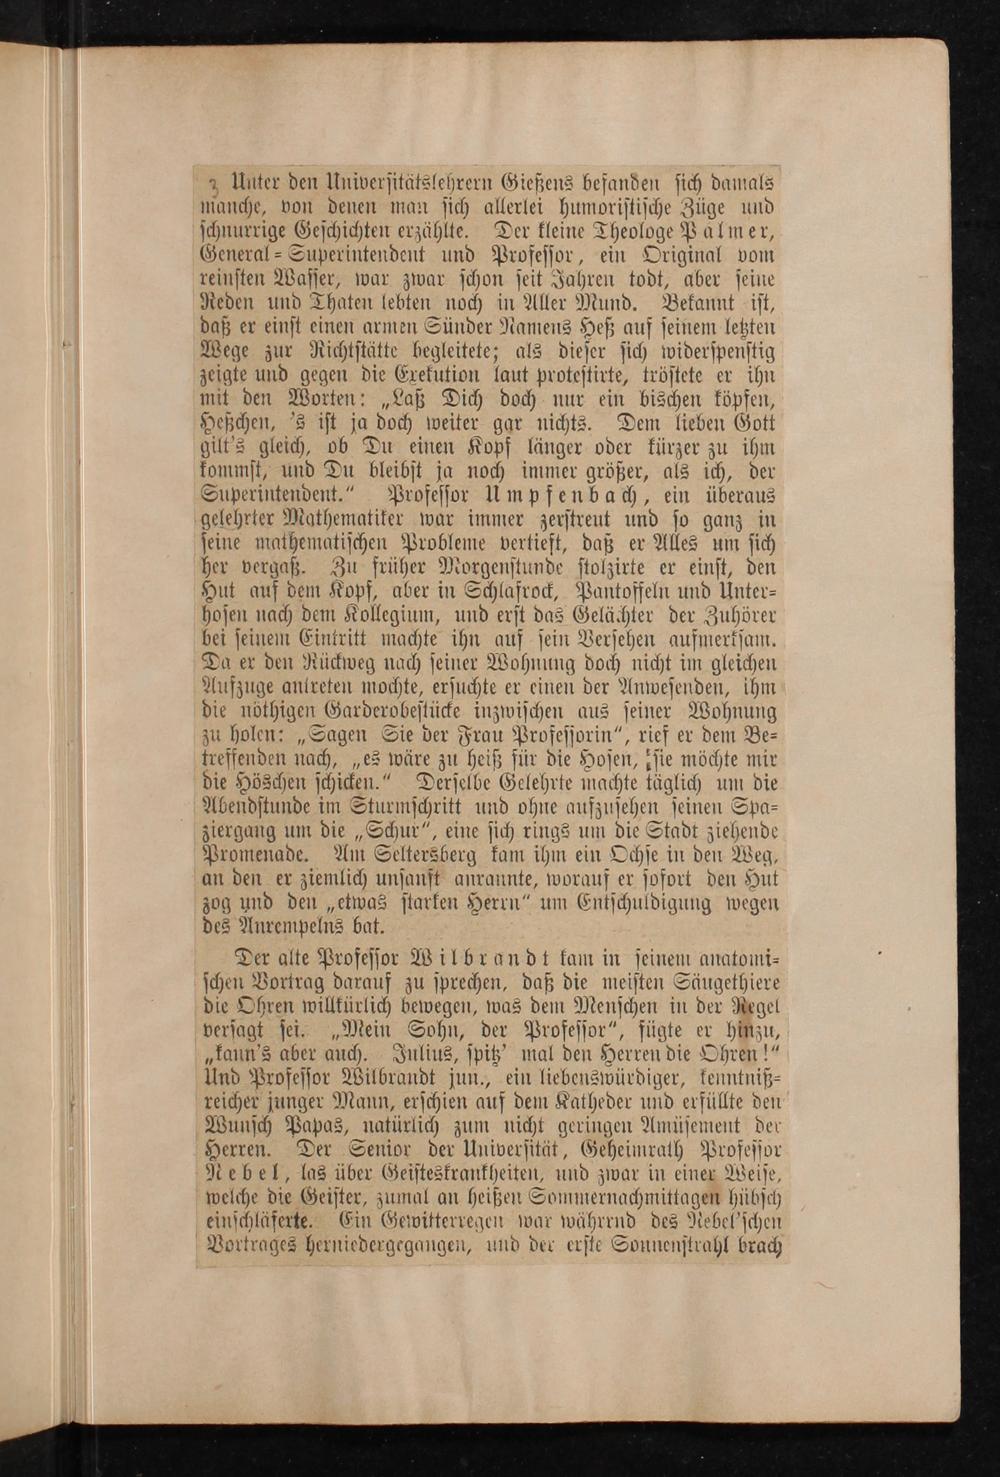 Unter den Universitätslehrern Gießens befanden sich damals
manche, von denen man sich allerlei humoristische Züge und
schnurrige Geschichten erzählte. Der kleine Theologe Palmer,
General-Superintendent und Professor, ein Original vom
reinsten Wasser, war zwar schon seit Jahren todt, aber seine
Reden und Thaten lebten noch in Aller Mund. Bekannt ist,
daß er einst einen armen Sünder Namens Heß auf seinem letzten
Wege zur Richtstätte begleitete; als dieser sich widerspenstig
zeigte und gegen die Exekution laut protestirte, tröstete er ihn
mit den Worten: „Laß Dich doch nur ein bischen köpfen,
Heßchen, 's ist ja doch weiter gar nichts. Dem lieben Gott
gilt's gleich, ob Du einen Kopf länger oder kürzer zu ihm
kommst, und Du bleibst ja noch immer größer, als ich, der
Superintendent.“ Professor Umpfenbach, ein überaus
gelehrter Mathematiker war immer zerstreut und so ganz in
seine mathematischen Probleme vertieft, daß er Alles um sich
her vergaß. Zu früher Morgenstunde stolzirte er einst, den
Hut auf dem Kopf, aber in Schlafrock, Pantoffeln und Unter-
hosen nach dem Kollegium, und erst das Gelächter der Zuhörer
bei seinem Eintritt machte ihn auf sein Versehen aufmerksam.
Da er den Rückweg nach seiner Wohnung doch nicht im gleichen
Aufzuge antreten mochte, ersuchte er einen der Anwesenden, ihm
die nöthigen Garderobestücke inzwischen aus seiner Wohnung
zu holen: „Sagen Sie der Frau Professorin“, rief er dem Be-
treffenden nach, „es wäre zu heiß für die Hosen, sie möchte mir
die Höschen schicken.“ Derselbe Gelehrte machte täglich um die
Abendstunde im Sturmschritt und ohne aufzusehen seinen Spa-
ziergang um die „Schur“, eine sich rings um die Stadt ziehende
Promenade. Am Seltersberg kam ihm ein Ochse in den Weg,
an den er ziemlich unsanft anrannte, worauf er sofort den Hut
zog und den „etwas starken Herrn“ um Entschuldigung wegen
des Anrempelns bat.
Der alte Professor Wilbrandt kam in seinem anatomi-
schen Vortrag darauf zu sprechen, daß die meisten Säugethiere
die Ohren willkürlich bewegen, was dem Menschen in der Regel
versagt sei. „Mein Sohn, der Professor“, fügte er hinzu,
„kann's aber auch. Julius, spitz' mal den Herren die Ohren!“
Und Professor Wilbrandt jun., ein liebenswürdiger, kenntniß-
reicher junger Mann, erschien auf dem Katheder und erfüllte den
Wunsch Papas, natürlich zum nicht geringen Amüsement der
Herren. Der Senior der Universität, Geheimrath Professor
Nebel, las über Geisteskrankheiten, und zwar in einer Weise,
welche die Geister, zumal an heißen Sommernachmittagen hübsch
einschläferte. Ein Gewitterregen war währrnd des Nebel'schen
Vortrages herniedergegangen, und der erste Sonnenstrahl brach